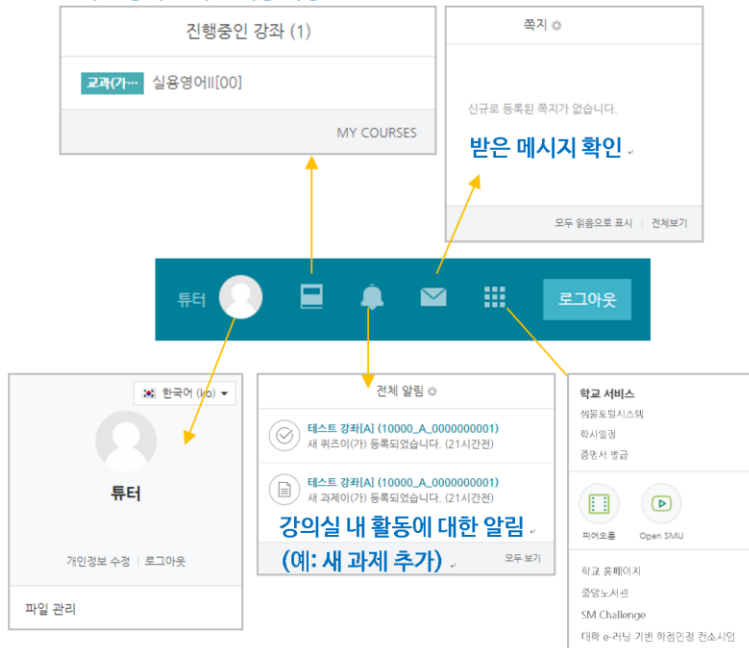 진행중인 강좌 (1)
교과(가… 실용영어II[00]
MY COURSES
쪽지
신규로 등록된 쪽지가 없습니다.
받은 메시지 확인
모두 읽음으로 표시 | 전체보기
튜터
로그아웃
한국어 (ko)
튜터
개인정보 수정 | 로그아웃
파일 관리
전체 알림
테스트 강좌[A] (10000_A_0000000001)
새 퀴즈이(가) 등록되었습니다. (21시간전)
테스트 강좌[A] (10000_A_0000000001)
새 과제이(가) 등록되었습니다. (21시간전)
강의실 내 활동에 대한 알림
(예: 새 과제 추가)
모두 보기
학교 서비스
샘물포털시스템
학사일정
증명서 발급
피어오름
Open SMU
학교 홈페이지
중앙도서관
SM Challenge
대학 e-러닝 기반 학점인정 컨소시엄